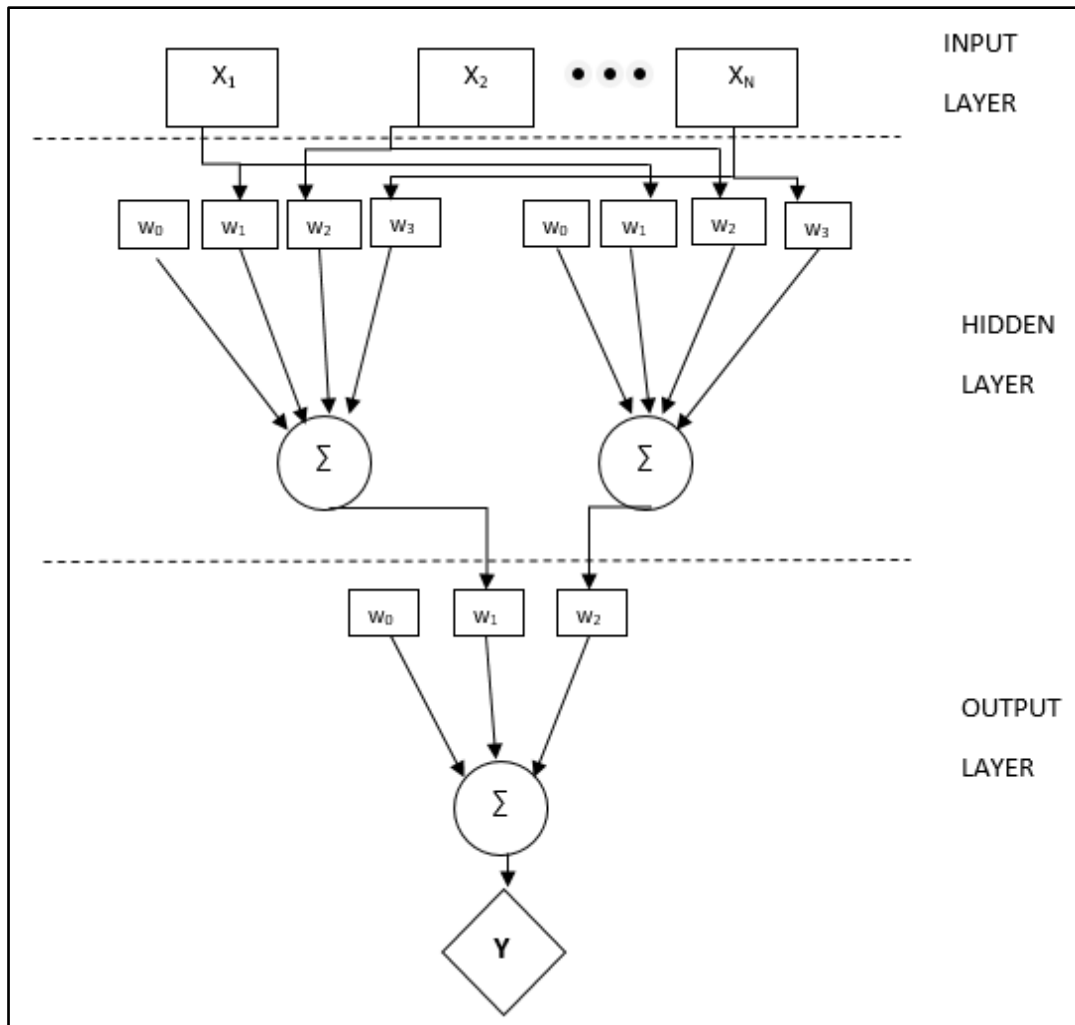 X₁ X₂ X_N
INPUT
LAYER
w₀ w₁ w₂ w₃ w₀ w₁ w₂ w₃
HIDDEN
LAYER
Σ Σ
w₀ w₁ w₂
OUTPUT
LAYER
Σ
Y